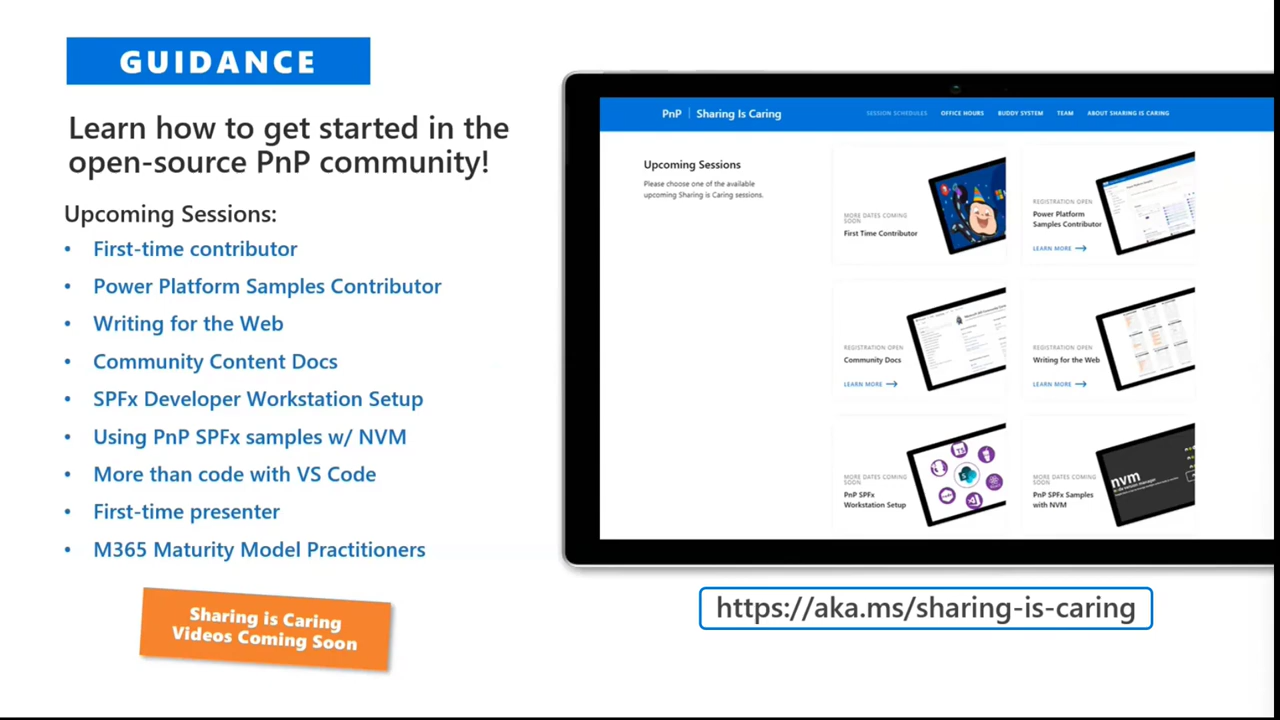 GUIDANCE
Learn how to get started in the
open-source PnP community!
Upcoming Sessions:
• First-time contributor
• Power Platform Samples Contributor
• Writing for the Web
• Community Content Docs
• SPFx Developer Workstation Setup
• Using PnP SPFx samples w/ NVM
• More than code with VS Code
• First-time presenter
• M365 Maturity Model Practitioners
Sharing is Caring
Videos Coming Soon
PnP | Sharing Is Caring
SESSION SCHEDULES OFFICE HOURS BUDDY SYSTEM TEAM ABOUT SHARING IS CARING
Upcoming Sessions
Please choose one of the available
upcoming Sharing is Caring sessions.
MORE DATES COMING
SOON
First Time Contributor
REGISTRATION OPEN
Power Platform
Samples Contributor
LEARN MORE
REGISTRATION OPEN
Community Docs
LEARN MORE
REGISTRATION OPEN
Writing for the Web
LEARN MORE
MORE DATES COMING
SOON
PnP SPFx
Workstation Setup
TS
MORE DATES COMING
SOON
PnP SPFx Samples
with NVM
nvm
https://aka.ms/sharing-is-caring